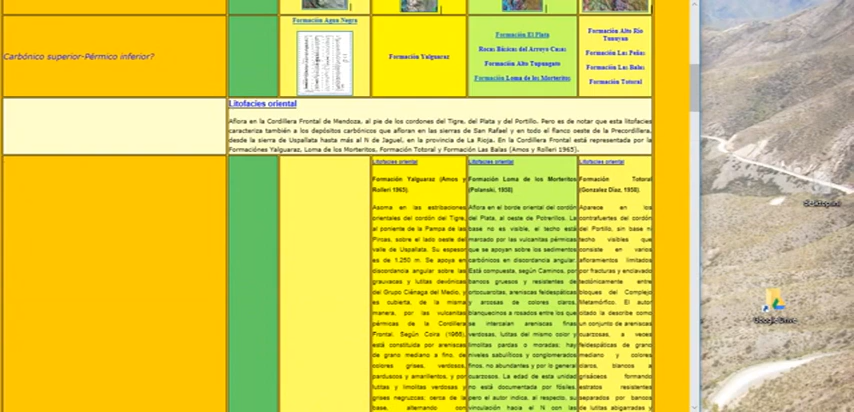 Formación Agua Negra
Carbónico superior-Pérmico inferior?
Formación Yalguaraz
Formación El Plata
Rocas Básicas del Arroyo Cuzas
Formación Alto Tupungato
Formación Loma de los Morteritos
Formación Alto Rio
Tunuyan
Formación Las Peñas
Formación Las Balas
Formación Totoral
Litofacies oriental
Aflora en la Cordillera Frontal de Mendoza, al pie de los cordones del Tigre, del Plata y del Portillo. Pero es de notar que esta litofacies
caracteriza también a los depósitos carbónicos que afloran en las sierras de San Rafael y en todo el flanco oeste de la Precordillera,
desde la sierra de Uspallata hasta más al N de Jaguel, en la provincia de La Rioja. En la Cordillera Frontal está representada por la
Formaciónes Yalguaraz, Loma de los Morteritos, Formación Totoral y Formación Las Balas (Amos y Rolleri 1965).
Litofacies oriental
Formación Yalguaraz (Amos y
Rolleri 1965).
Asoma en las estribaciones
orientales del cordón del Tigre,
al poniente de la Pampa de las
Pircas, sobre el lado oeste del
valle de Uspallata. Su espesor
es de 1,250 m. Se apoya en
discordancia angular sobre las
grauvacas y lutitas devónicas
del Grupo Ciénaga del Medio, y
es cubierta, de la misma
manera, por las vulcanitas
pérmicas de la Cordillera
Frontal. Según Coira (1966),
está constituida por areniscas
de grano mediano a fino, de
colores grises, verdosos,
parduscos y amarillentos, y por
lutitas y limolitas verdosas y
grises negruzcas; cerca de la
base, alternando con
Litofacies oriental
Formación Loma de los Morteritos
(Polanski, 1958)
Aflora en el borde oriental del cordón
del Plata, al oeste de Potrerillos. La
base no es visible, el techo está
marcado por las vulcanitas pérmicas
que se apoyan sobre los sedimentos
carbónicos en discordancia angular.
Está compuesta, según Caminos, por
bancos gruesos y resistentes de
ortocuarcitas, areniscas feldespáticas
y arcosas de colores claros,
blanquecinos a rosados entre los que
se intercalan areniscas finas
verdosas, lutitas del mismo color y
limolitas pardas o moradas; hay
niveles sabulíticos y conglomerados
finos, no abundantes y por lo general
cuarzosos. La edad de esta unidad
no está documentada por fósiles,
pero el autor indica, al respecto, su
vinculación hacia el N con las
Litofacies oriental
Formación Totoral
(Gonzalez Díaz, 1958).
Aparece en los
contrafuertes del cordón
del Portillo, sin base ni
techo visibles que
consiste en varios
afloramientos limitados
por fracturas y enclavado
tectónicamente entre
bloques del Complejo
Metamórfico. El autor
citado la describe como
un conjunto de areniscas
cuarzosas, a veces
feldespáticas de grano
mediano y colores
claros, blancos a
grisáceos formando
estratos resistentes
separados por bancos
de lutitas abigarradas y
Google Drive